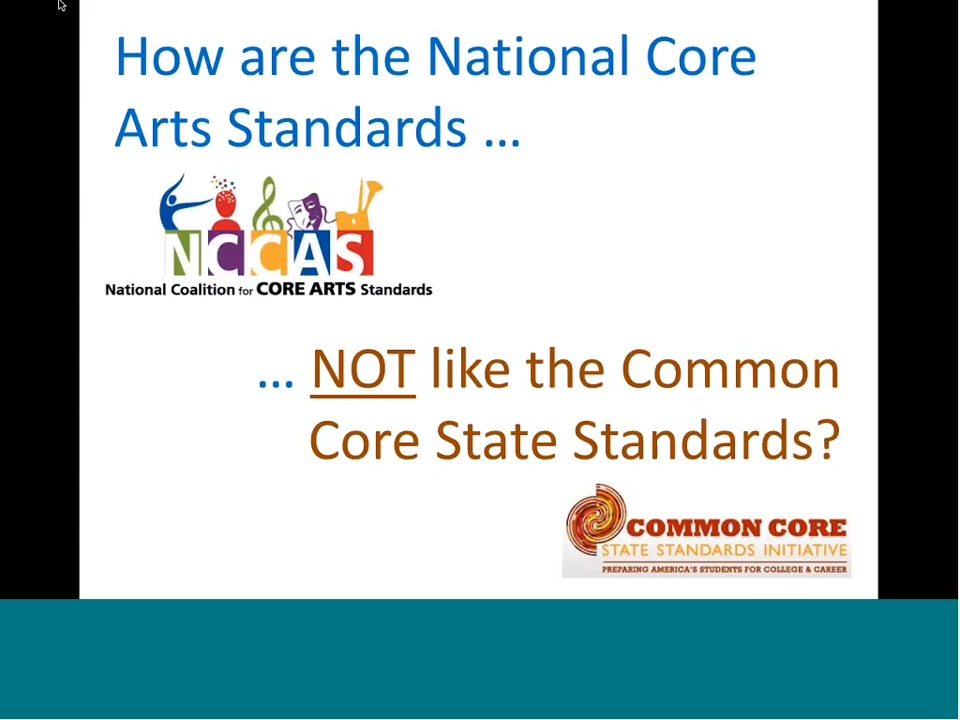 How are the National Core
Arts Standards …
NCCAS
National Coalition for CORE ARTS Standards
… NOT like the Common
Core State Standards?
COMMON CORE
STATE STANDARDS INITIATIVE
PREPARING AMERICA'S STUDENTS FOR COLLEGE & CAREER